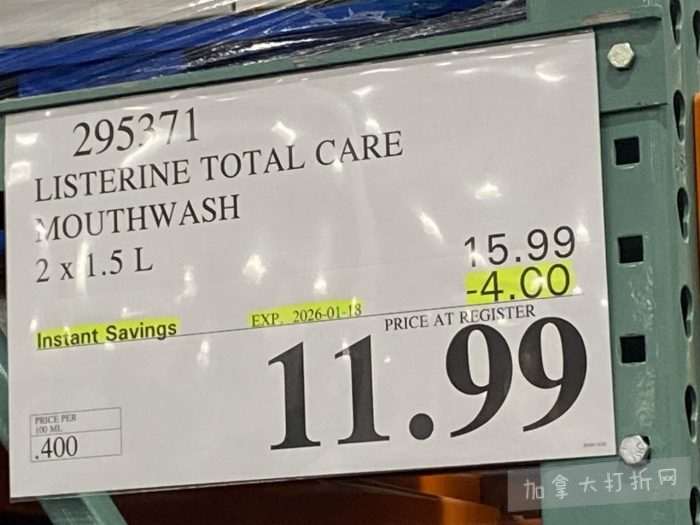 295371
LISTERINE TOTAL CARE
MOUTHWASH
2 x 1.5 L
15.99
-4.00
Instant Savings
EXP. 2026-01-18
PRICE AT REGISTER
11.99
PRICE PER
100 ML
.400
加拿大打折网